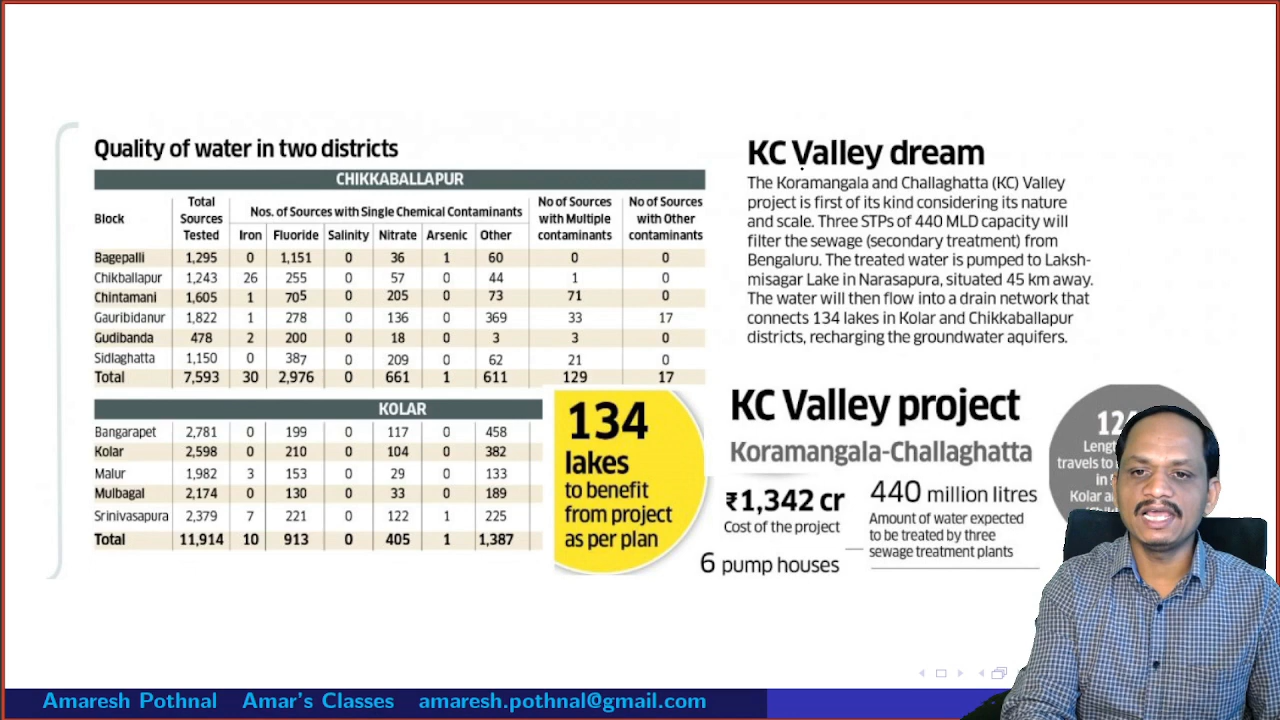 Quality of water in two districts
CHIKKABALLAPUR
Block Total Sources Tested Nos. of Sources with Single Chemical Contaminants No of Sources with Multiple contaminants No of Sources with Other contaminants
Iron Fluoride Salinity Nitrate Arsenic Other
Bagepalli 1,295 0 1,151 0 36 1 60 0 0
Chikballapur 1,243 26 255 0 57 0 44 1 0
Chintamani 1,605 1 705 0 205 0 73 71 0
Gauribidanur 1,822 1 278 0 136 0 369 33 17
Gudibanda 478 2 200 0 18 0 3 3 0
Sidlaghatta 1,150 0 387 0 209 0 62 21 0
Total 7,593 30 2,976 0 661 1 611 129 17
KOLAR
Bangarapet 2,781 0 199 0 117 0 458
Kolar 2,598 0 210 0 104 0 382
Malur 1,982 3 153 0 29 0 133
Mulbagal 2,174 0 130 0 33 0 189
Srinivasapura 2,379 7 221 0 122 1 225
Total 11,914 10 913 0 405 1 1,387
134
lakes
to benefit
from project
as per plan
KC Valley dream
The Koramangala and Challaghatta (KC) Valley
project is first of its kind considering its nature
and scale. Three STPs of 440 MLD capacity will
filter the sewage (secondary treatment) from
Bengaluru. The treated water is pumped to Laksh-
misagar Lake in Narasapura, situated 45 km away.
The water will then flow into a drain network that
connects 134 lakes in Kolar and Chikkaballapur
districts, recharging the groundwater aquifers.
KC Valley project
Koramangala-Challaghatta
₹1,342 cr
Cost of the project
6 pump houses
440 million litres
Amount of water expected
to be treated by three
sewage treatment plants
travels to
Kolar
Amaresh Pothnal Amar's Classes amaresh.pothnal@gmail.com